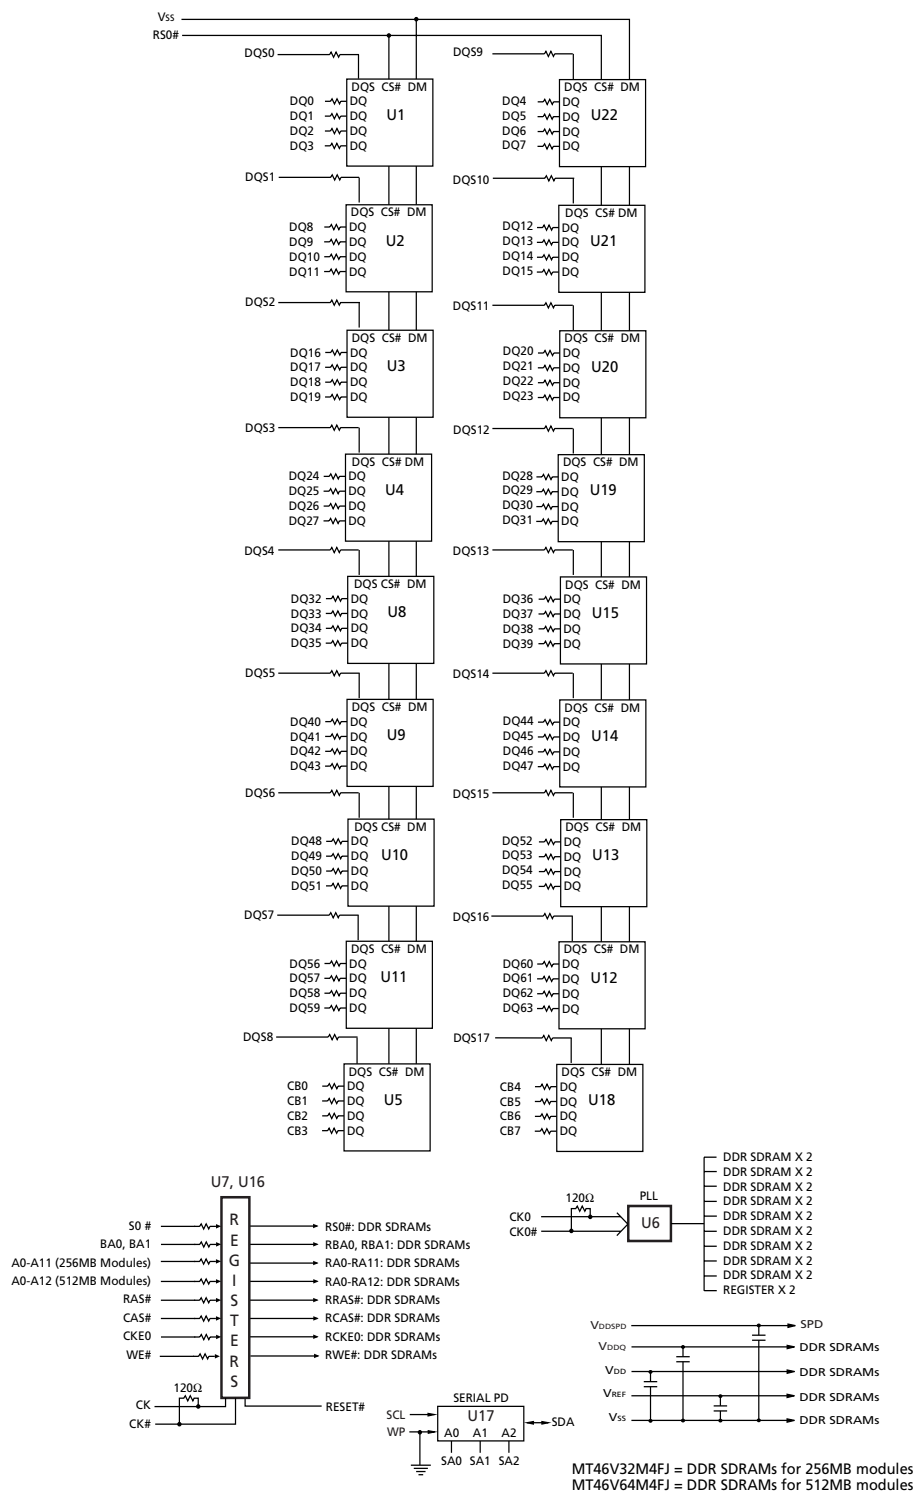 Vss
RS0#
DQS0
DQS9
DQS CS# DM
DQS CS# DM
DQ0 DQ
DQ1 DQ
DQ2 DQ
DQ3 DQ
U1
DQ4 DQ
DQ5 DQ
DQ6 DQ
DQ7 DQ
U22
DQS1
DQS10
DQS CS# DM
DQS CS# DM
DQ8 DQ
DQ9 DQ
DQ10 DQ
DQ11 DQ
U2
DQ12 DQ
DQ13 DQ
DQ14 DQ
DQ15 DQ
U21
DQS2
DQS11
DQS CS# DM
DQS CS# DM
DQ16 DQ
DQ17 DQ
DQ18 DQ
DQ19 DQ
U3
DQ20 DQ
DQ21 DQ
DQ22 DQ
DQ23 DQ
U20
DQS3
DQS12
DQS CS# DM
DQS CS# DM
DQ24 DQ
DQ25 DQ
DQ26 DQ
DQ27 DQ
U4
DQ28 DQ
DQ29 DQ
DQ30 DQ
DQ31 DQ
U19
DQS4
DQS13
DQS CS# DM
DQS CS# DM
DQ32 DQ
DQ33 DQ
DQ34 DQ
DQ35 DQ
U8
DQ36 DQ
DQ37 DQ
DQ38 DQ
DQ39 DQ
U15
DQS5
DQS14
DQS CS# DM
DQS CS# DM
DQ40 DQ
DQ41 DQ
DQ42 DQ
DQ43 DQ
U9
DQ44 DQ
DQ45 DQ
DQ46 DQ
DQ47 DQ
U14
DQS6
DQS15
DQS CS# DM
DQS CS# DM
DQ48 DQ
DQ49 DQ
DQ50 DQ
DQ51 DQ
U10
DQ52 DQ
DQ53 DQ
DQ54 DQ
DQ55 DQ
U13
DQS7
DQS16
DQS CS# DM
DQS CS# DM
DQ56 DQ
DQ57 DQ
DQ58 DQ
DQ59 DQ
U11
DQ60 DQ
DQ61 DQ
DQ62 DQ
DQ63 DQ
U12
DQS8
DQS17
DQS CS# DM
DQS CS# DM
CB0 DQ
CB1 DQ
CB2 DQ
CB3 DQ
U5
CB4 DQ
CB5 DQ
CB6 DQ
CB7 DQ
U18
U7, U16
REGISTERS
S0 #
BA0, BA1
A0-A11 (256MB Modules)
A0-A12 (512MB Modules)
RAS#
CAS#
CKE0
WE#
120Ω
CK
CK#
RS0#: DDR SDRAMs
RBA0, RBA1: DDR SDRAMs
RA0-RA11: DDR SDRAMs
RA0-RA12: DDR SDRAMs
RRAS#: DDR SDRAMs
RCAS#: DDR SDRAMs
RCKE0: DDR SDRAMs
RWE#: DDR SDRAMs
RESET#
PLL
120Ω
CK0
CK0#
U6
DDR SDRAM X 2
DDR SDRAM X 2
DDR SDRAM X 2
DDR SDRAM X 2
DDR SDRAM X 2
DDR SDRAM X 2
DDR SDRAM X 2
DDR SDRAM X 2
DDR SDRAM X 2
REGISTER X 2
VDDSPD SPD
VDDQ DDR SDRAMs
VDD DDR SDRAMs
VREF DDR SDRAMs
Vss DDR SDRAMs
SERIAL PD
SCL
WP
U17
A0 A1 A2
SDA
SA0 SA1 SA2
MT46V32M4FJ = DDR SDRAMs for 256MB modules
MT46V64M4FJ = DDR SDRAMs for 512MB modules